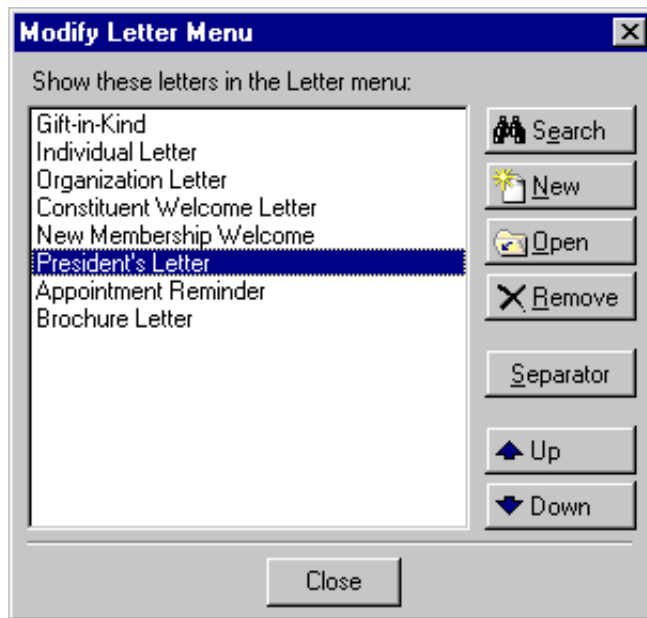 Modify Letter Menu
Show these letters in the Letter menu:
Gift-in-Kind
Individual Letter
Organization Letter
Constituent Welcome Letter
New Membership Welcome
President's Letter
Appointment Reminder
Brochure Letter
Search
New
Open
Remove
Separator
Up
Down
Close